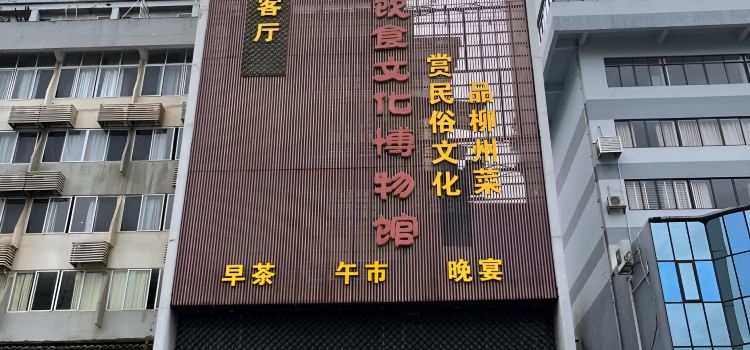 客厅
饮食文化博物馆
品柳州菜
赏民俗文化
早茶 午市 晚宴